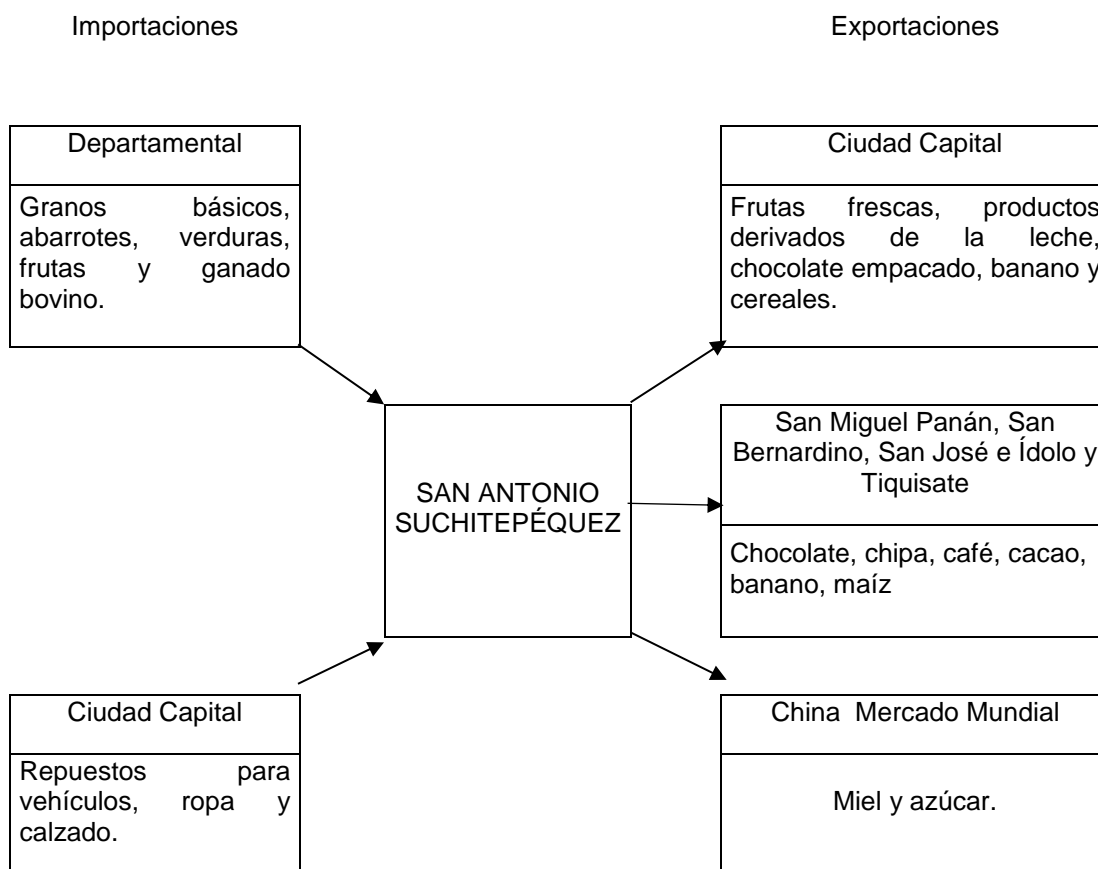 Importaciones
Exportaciones
Departamental
Granos básicos,
abarrotes, verduras,
frutas y ganado
bovino.
Ciudad Capital
Frutas frescas, productos
derivados de la leche,
chocolate empacado, banano y
cereales.
SAN ANTONIO
SUCHITEPÉQUEZ
San Miguel Panán, San
Bernardino, San José e Ídolo y
Tiquisate
Chocolate, chipa, café, cacao,
banano, maíz
Ciudad Capital
Repuestos para
vehículos, ropa y
calzado.
China Mercado Mundial
Miel y azúcar.